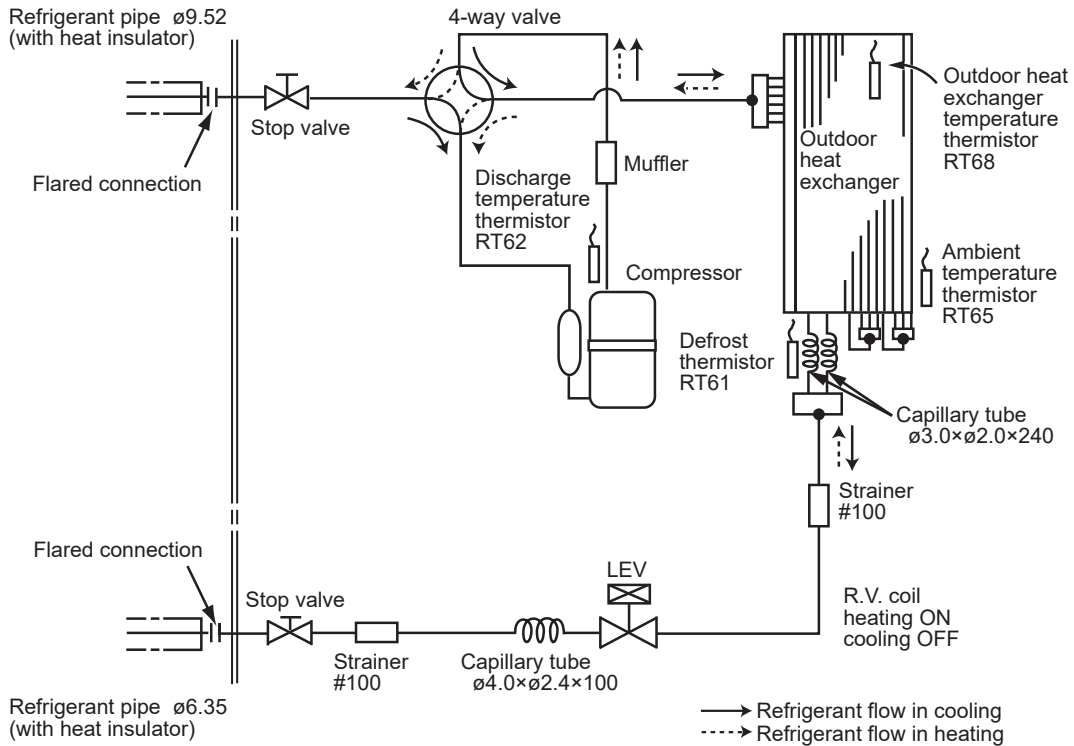 Refrigerant pipe ø9.52
(with heat insulator)
4-way valve
Stop valve
Flared connection
Muffler
Discharge
temperature
thermistor
RT62
Compressor
Outdoor
heat
exchanger
Outdoor heat
exchanger
temperature
thermistor
RT68
Ambient
temperature
thermistor
RT65
Defrost
thermistor
RT61
Capillary tube
ø3.0×ø2.0×240
Strainer
#100
Flared connection
Stop valve
Strainer
#100
Capillary tube
ø4.0×ø2.4×100
LEV
R.V. coil
heating ON
cooling OFF
Refrigerant pipe ø6.35
(with heat insulator)
Refrigerant flow in cooling
Refrigerant flow in heating